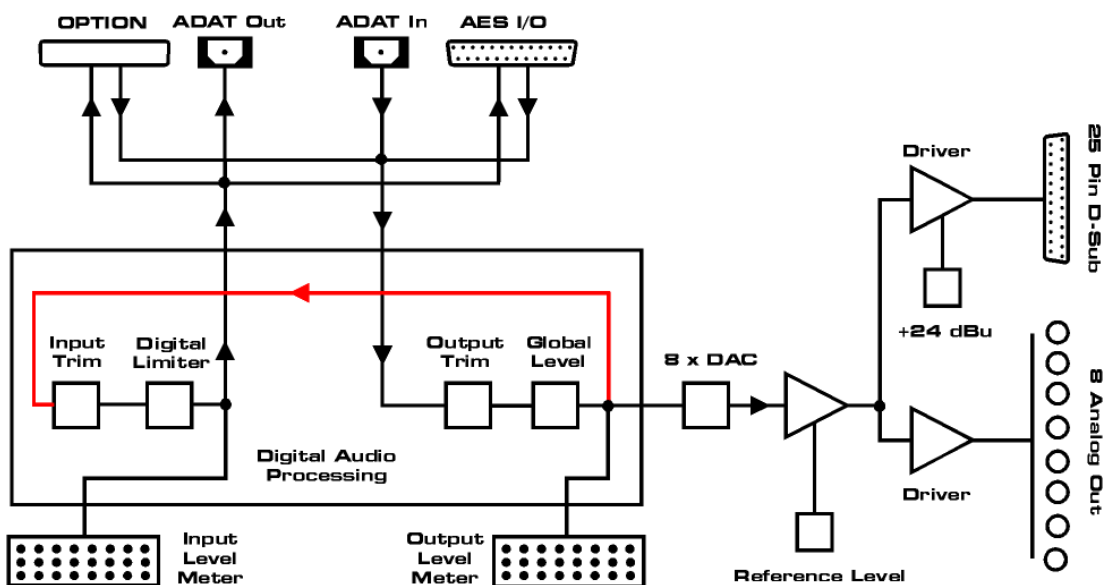 OPTION
ADAT Out
ADAT In
AES I/O
Driver
25 Pin D-Sub
+24 dBu
Input
Trim
Digital
Limiter
Output
Trim
Global
Level
8 x DAC
8 Analog Out
Digital Audio
Processing
Driver
Input
Level
Meter
Output
Level
Meter
Reference Level